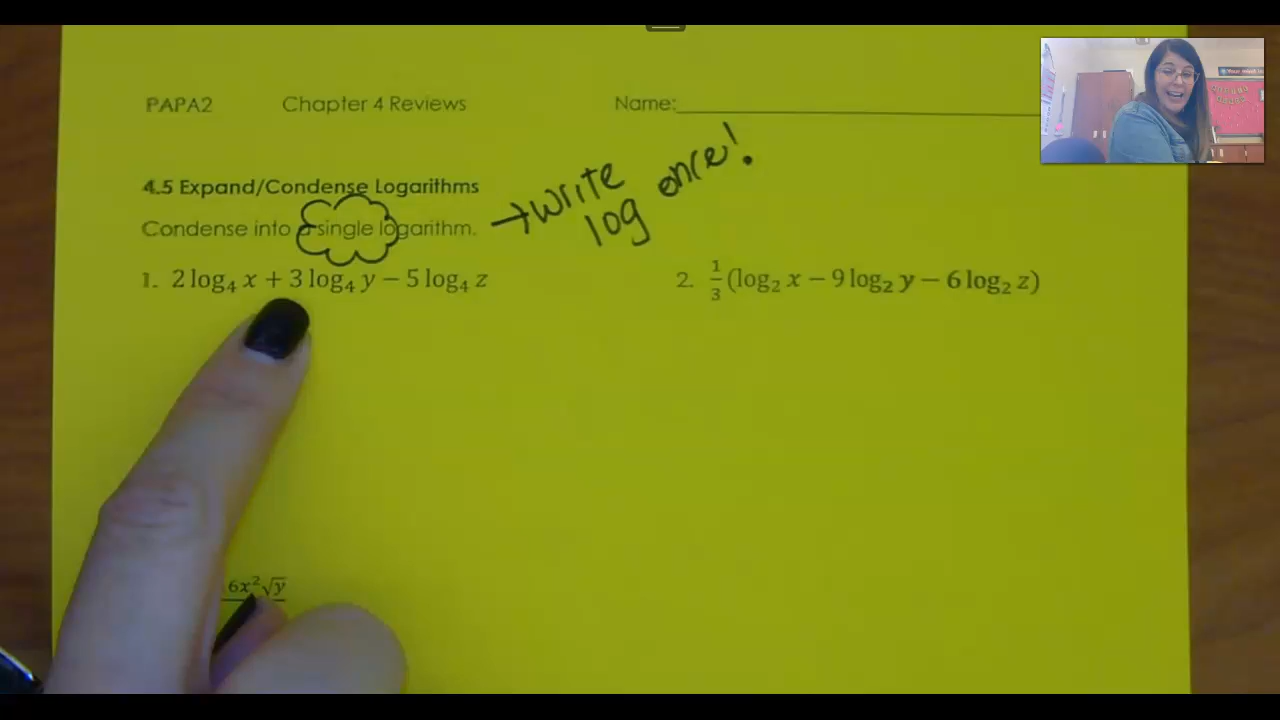 PAPA2 Chapter 4 Reviews Name:
4.5 Expand/Condense Logarithms
Condense into a single logarithm.
→ write
log once!
1. 2 log₄ x + 3 log₄ y − 5 log₄ z
2. 1/3 (log₂ x − 9 log₂ y − 6 log₂ z)
6x²√y